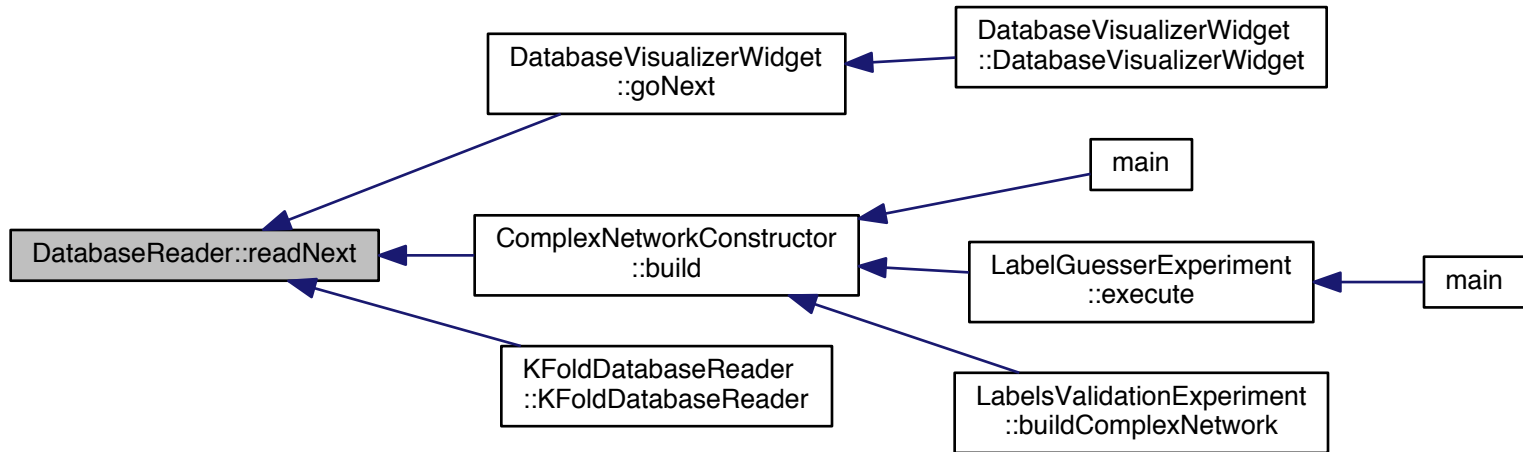 DatabaseReader::readNext
DatabaseVisualizerWidget
::goNext
DatabaseVisualizerWidget
::DatabaseVisualizerWidget
ComplexNetworkConstructor
::build
main
LabelGuesserExperiment
::execute
main
LabelsValidationExperiment
::buildComplexNetwork
KFoldDatabaseReader
::KFoldDatabaseReader